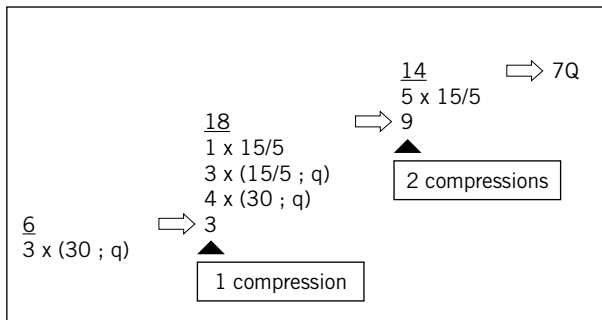 6
3 x (30 ; q)
18
1 x 15/5
3 x (15/5 ; q)
4 x (30 ; q)
3
1 compression
14
5 x 15/5
9
2 compressions
7Q